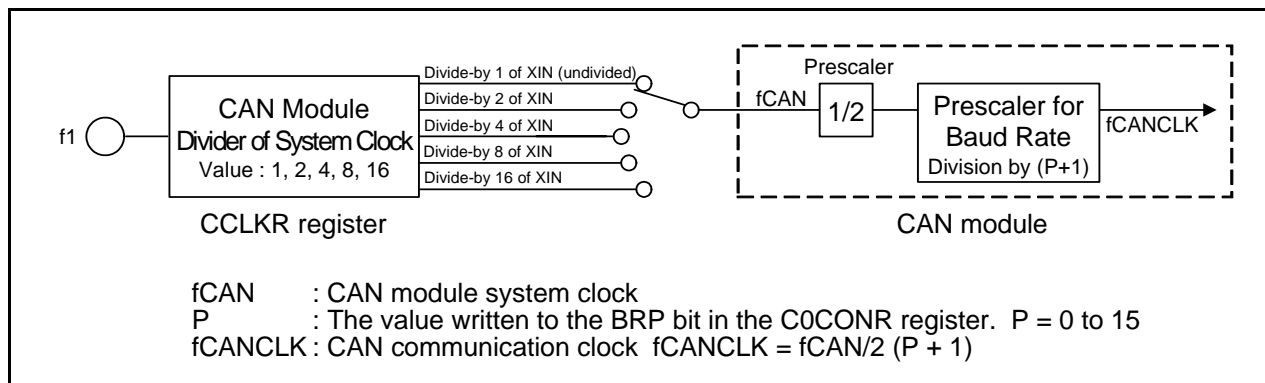 f1
CAN Module
Divider of System Clock
Value : 1, 2, 4, 8, 16
CCLKR register
Divide-by 1 of XIN (undivided)
Divide-by 2 of XIN
Divide-by 4 of XIN
Divide-by 8 of XIN
Divide-by 16 of XIN
fCAN
Prescaler
1/2
Prescaler for
Baud Rate
Division by (P+1)
fCANCLK
CAN module
fCAN : CAN module system clock
P : The value written to the BRP bit in the C0CONR register. P = 0 to 15
fCANCLK : CAN communication clock fCANCLK = fCAN/2 (P + 1)